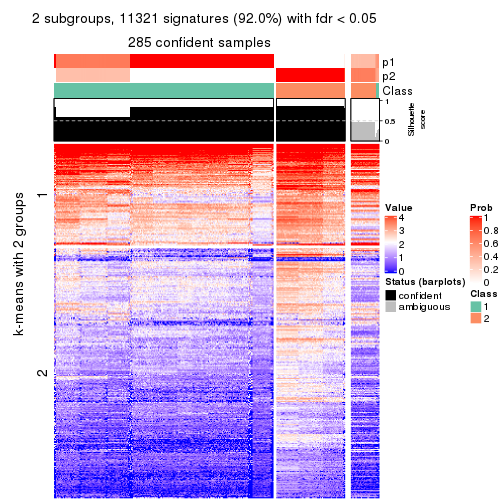 2 subgroups, 11321 signatures (92.0%) with fdr < 0.05
285 confident samples
p1
p2
Class
1
0.5
0
Silhouette
score
k-means with 2 groups
1
2
Value
4
3
2
1
0
Status (barplots)
confident
ambiguous
Prob
1
0.8
0.6
0.4
0.2
0
Class
1
2